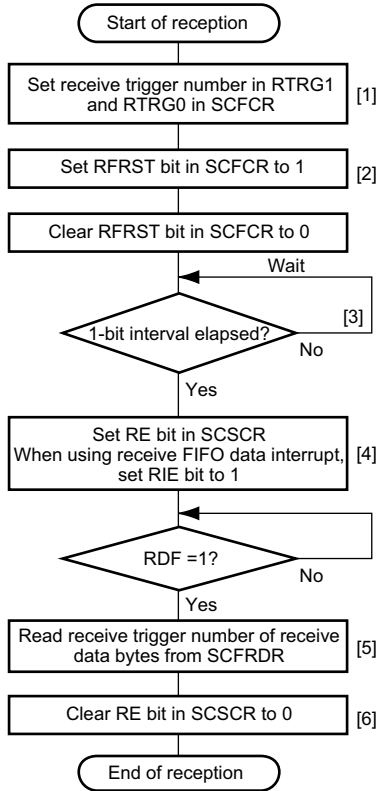 Start of reception
Set receive trigger number in RTRG1
and RTRG0 in SCFCR
[1]
Set RFRST bit in SCFCR to 1
[2]
Clear RFRST bit in SCFCR to 0
Wait
1-bit interval elapsed?
[3]
No
Yes
Set RE bit in SCSCR
When using receive FIFO data interrupt,
set RIE bit to 1
[4]
RDF =1?
No
Yes
Read receive trigger number of receive
data bytes from SCFRDR
[5]
Clear RE bit in SCSCR to 0
[6]
End of reception